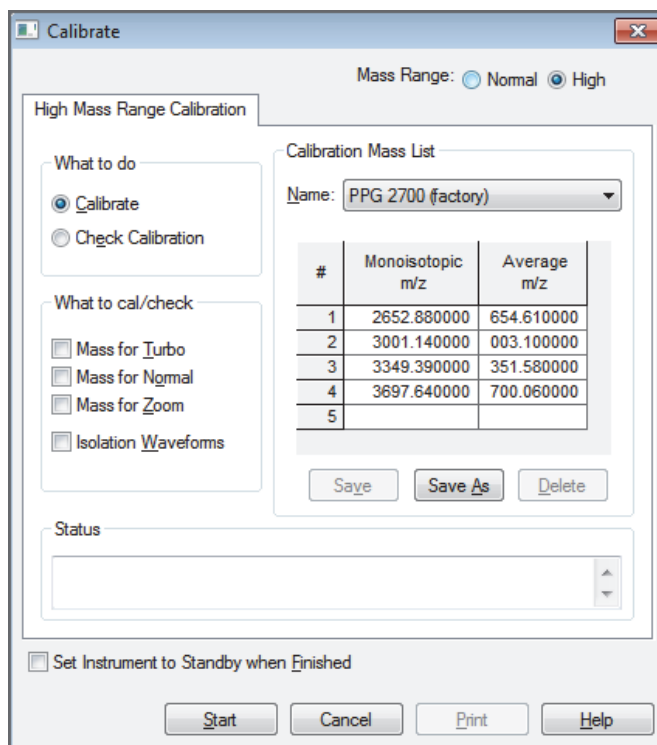 Calibrate
Mass Range: Normal High
High Mass Range Calibration
What to do
Calibrate
Check Calibration
What to cal/check
Mass for Turbo
Mass for Normal
Mass for Zoom
Isolation Waveforms
Calibration Mass List
Name: PPG 2700 (factory)
# Monoisotopic m/z Average m/z
1 2652.880000 654.610000
2 3001.140000 003.100000
3 3349.390000 351.580000
4 3697.640000 700.060000
5
Save Save As Delete
Status
Set Instrument to Standby when Finished
Start Cancel Print Help